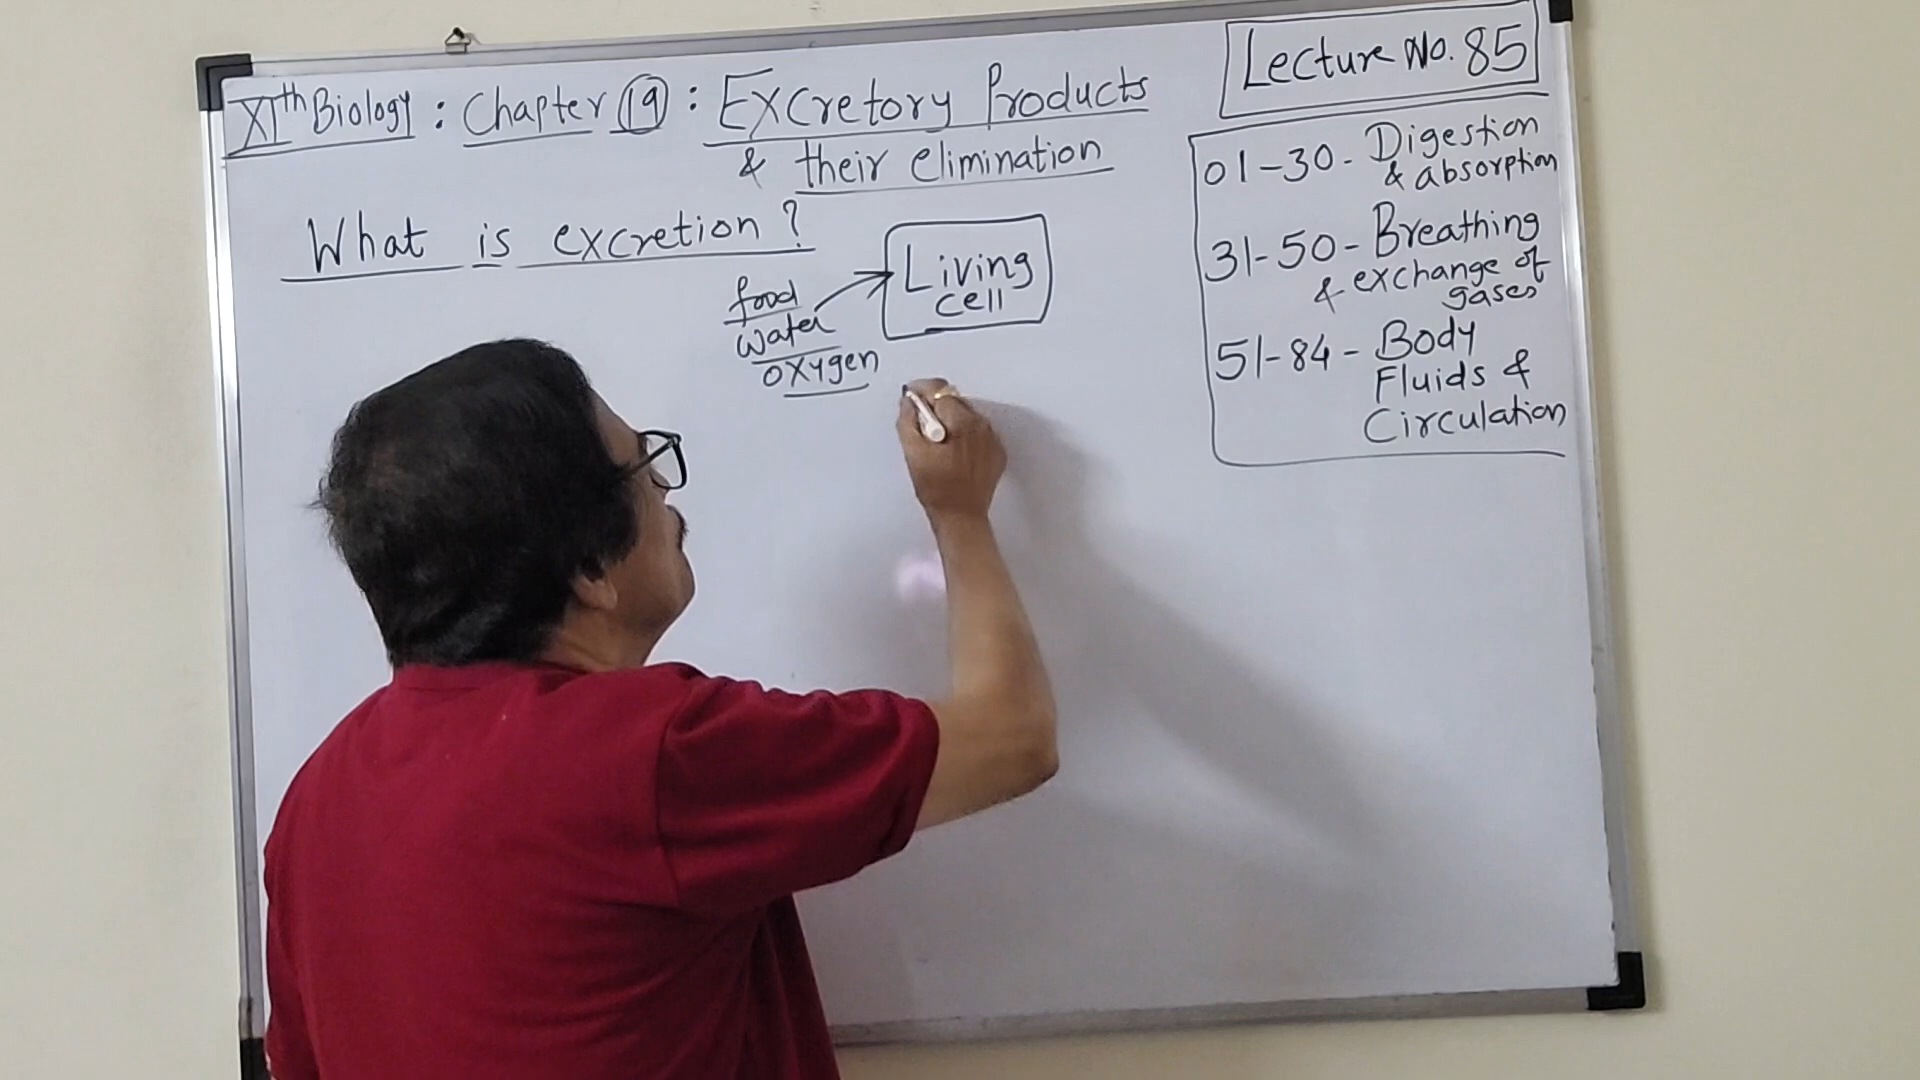 XIth Biology : Chapter 19 : Excretory Products
& their elimination
What is excretion ?
food
water
oxygen
Living
cell
Lecture No. 85
01-30- Digestion
& absorption
31-50- Breathing
& exchange of
gases
51-84 - Body
Fluids &
Circulation